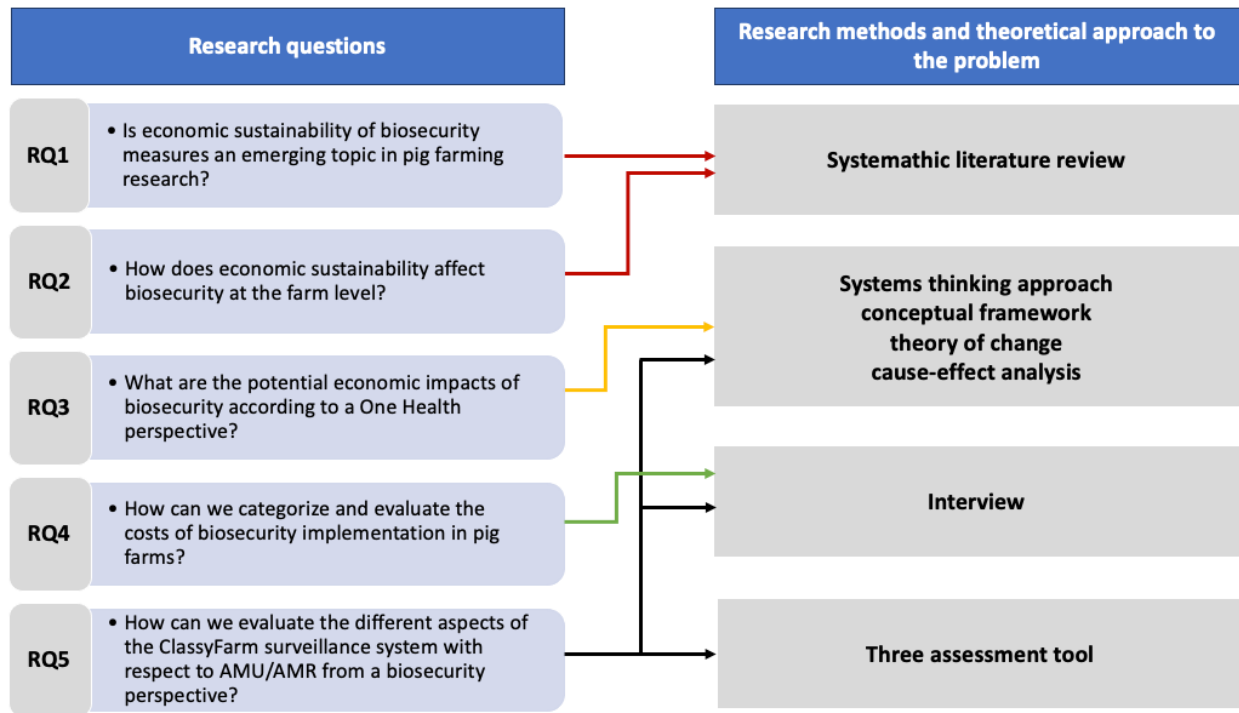 Research questions
Research methods and theoretical approach to
the problem
RQ1
• Is economic sustainability of biosecurity
measures an emerging topic in pig farming
research?
Systemathic literature review
RQ2
• How does economic sustainability affect
biosecurity at the farm level?
Systems thinking approach
conceptual framework
theory of change
cause-effect analysis
RQ3
• What are the potential economic impacts of
biosecurity according to a One Health
perspective?
RQ4
• How can we categorize and evaluate the
costs of biosecurity implementation in pig
farms?
Interview
RQ5
• How can we evaluate the different aspects of
the ClassyFarm surveillance system with
respect to AMU/AMR from a biosecurity
perspective?
Three assessment tool